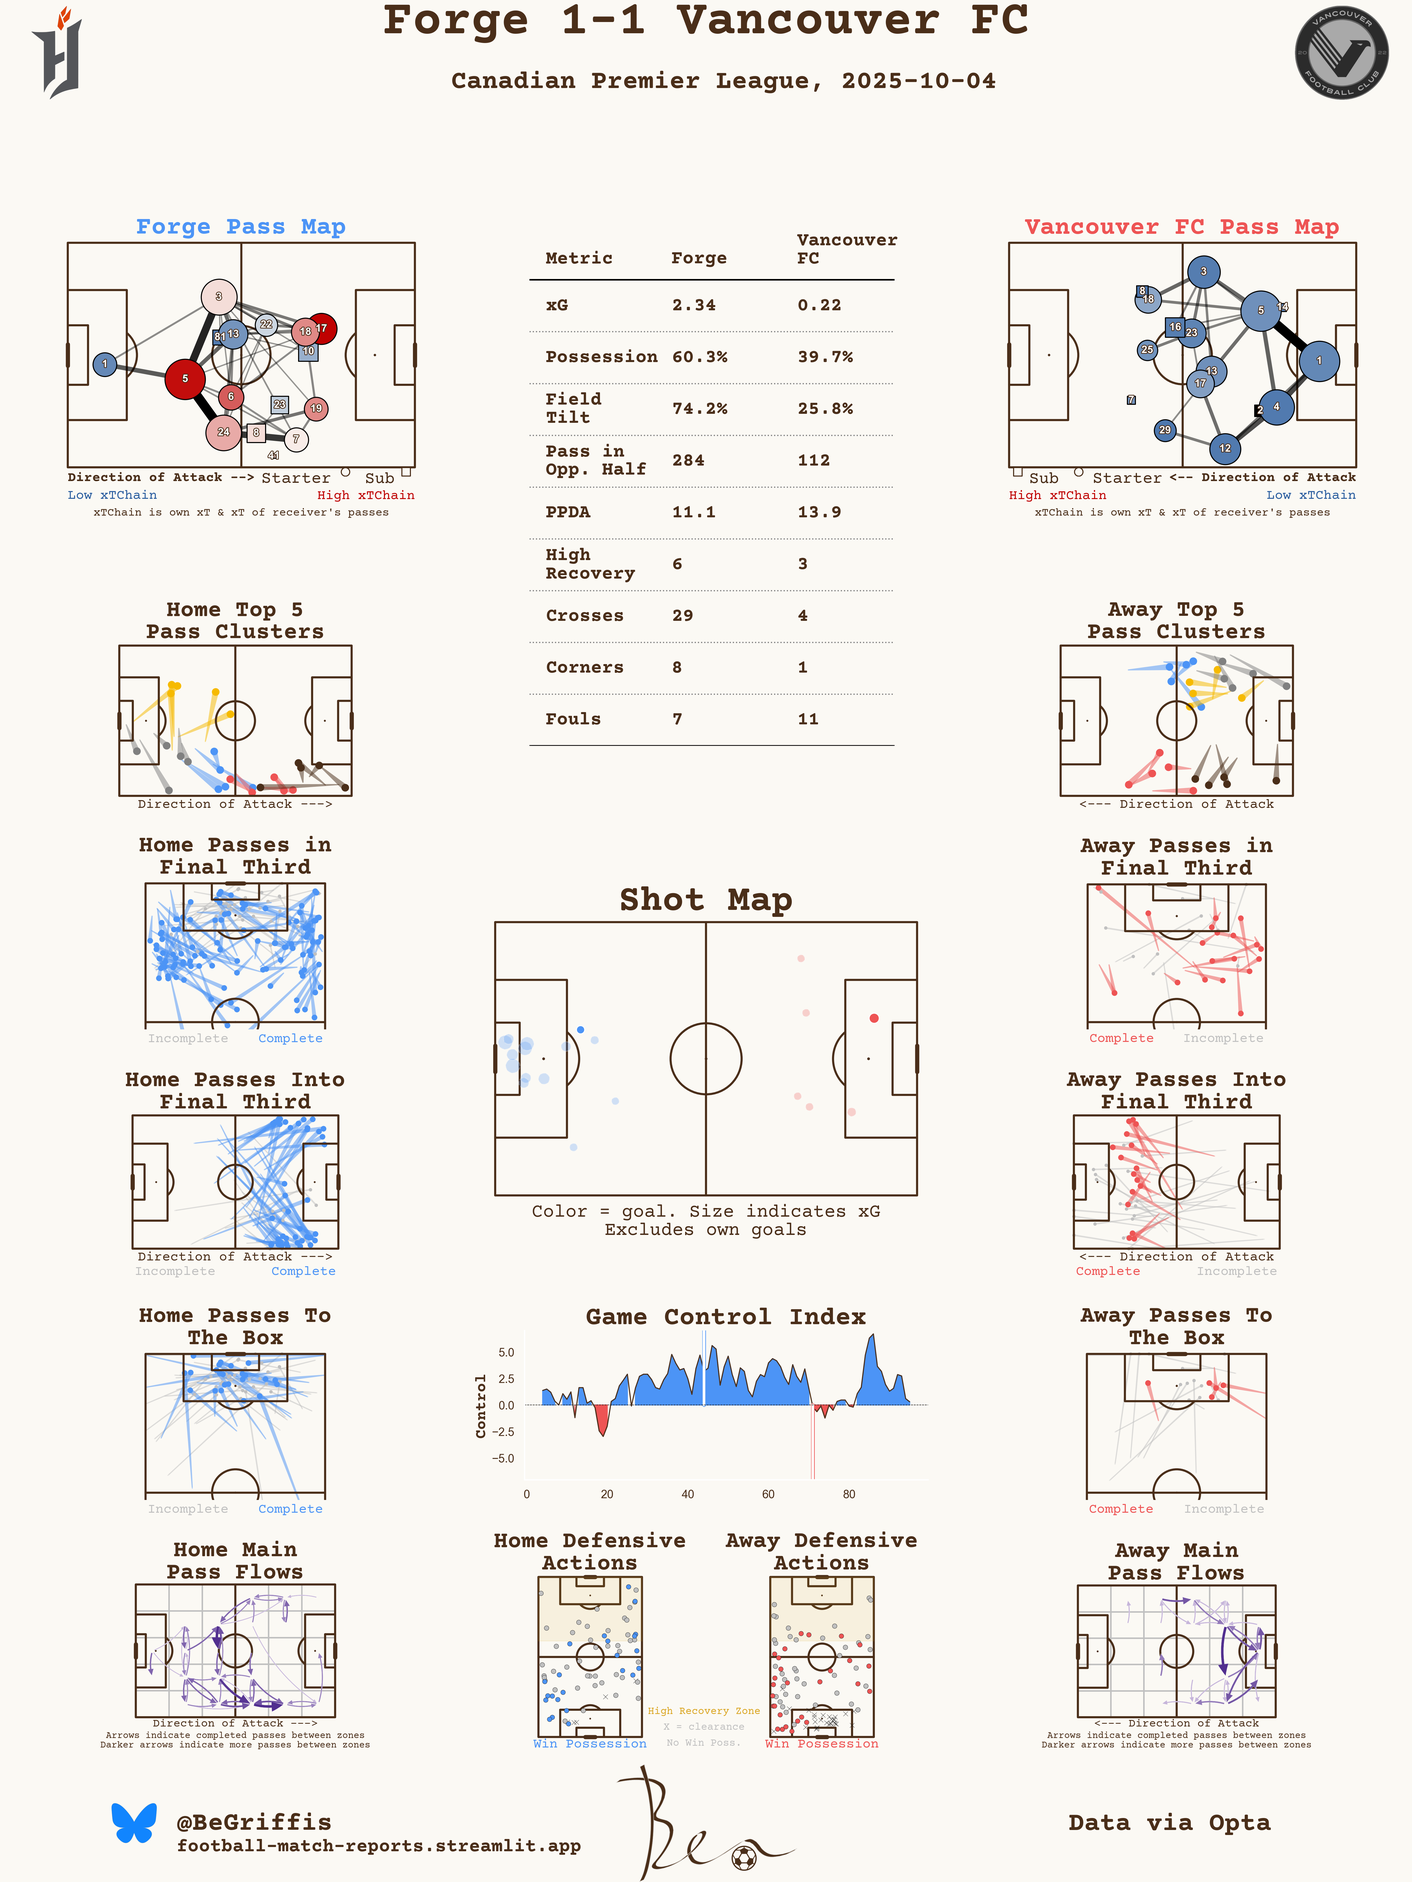 Forge 1-1 Vancouver FC
Canadian Premier League, 2025-10-04
VANCOUVER
FOOTBALL CLUB
Forge Pass Map
1
3
5
24
81
13
6
22
18
17
10
23
19
8
7
41
Direction of Attack --> Starter Sub
Low xTChain High xTChain
xTChain is own xT & xT of receiver's passes
Metric Forge Vancouver FC
xG 2.34 0.22
Possession 60.3% 39.7%
Field Tilt 74.2% 25.8%
Pass in Opp. Half 284 112
PPDA 11.1 13.9
High Recovery 6 3
Crosses 29 4
Corners 8 1
Fouls 7 11
Vancouver FC Pass Map
3
8
18
5
14
16
23
25
1
13
17
7
2
4
29
12
Sub Starter <-- Direction of Attack
High xTChain Low xTChain
xTChain is own xT & xT of receiver's passes
Home Top 5
Pass Clusters
Direction of Attack --->
Away Top 5
Pass Clusters
<--- Direction of Attack
Home Passes in
Final Third
Incomplete Complete
Away Passes in
Final Third
Complete Incomplete
Shot Map
Color = goal. Size indicates xG
Excludes own goals
Home Passes Into
Final Third
Direction of Attack --->
Incomplete Complete
Away Passes Into
Final Third
<--- Direction of Attack
Complete Incomplete
Home Passes To
The Box
Incomplete Complete
Game Control Index
Control
5.0
2.5
0.0
−2.5
−5.0
0 20 40 60 80
Away Passes To
The Box
Complete Incomplete
Home Main
Pass Flows
Direction of Attack --->
Arrows indicate completed passes between zones
Darker arrows indicate more passes between zones
Home Defensive
Actions
Win Possession
High Recovery Zone
X = clearance
No Win Poss.
Away Defensive
Actions
Win Possession
Away Main
Pass Flows
<--- Direction of Attack
Arrows indicate completed passes between zones
Darker arrows indicate more passes between zones
@BeGriffis
football-match-reports.streamlit.app
Ben
Data via Opta